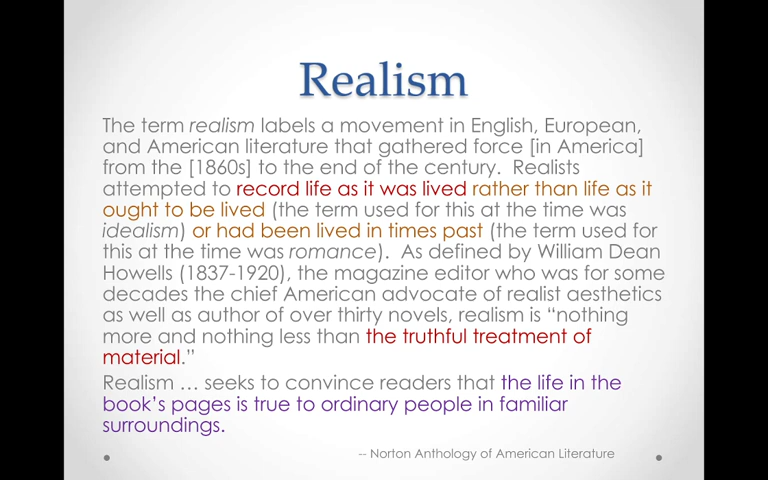 Realism
The term realism labels a movement in English, European,
and American literature that gathered force [in America]
from the [1860s] to the end of the century. Realists
attempted to record life as it was lived rather than life as it
ought to be lived (the term used for this at the time was
idealism) or had been lived in times past (the term used for
this at the time was romance). As defined by William Dean
Howells (1837-1920), the magazine editor who was for some
decades the chief American advocate of realist aesthetics
as well as author of over thirty novels, realism is “nothing
more and nothing less than the truthful treatment of
material.”
Realism … seeks to convince readers that the life in the
book’s pages is true to ordinary people in familiar
surroundings.
-- Norton Anthology of American Literature